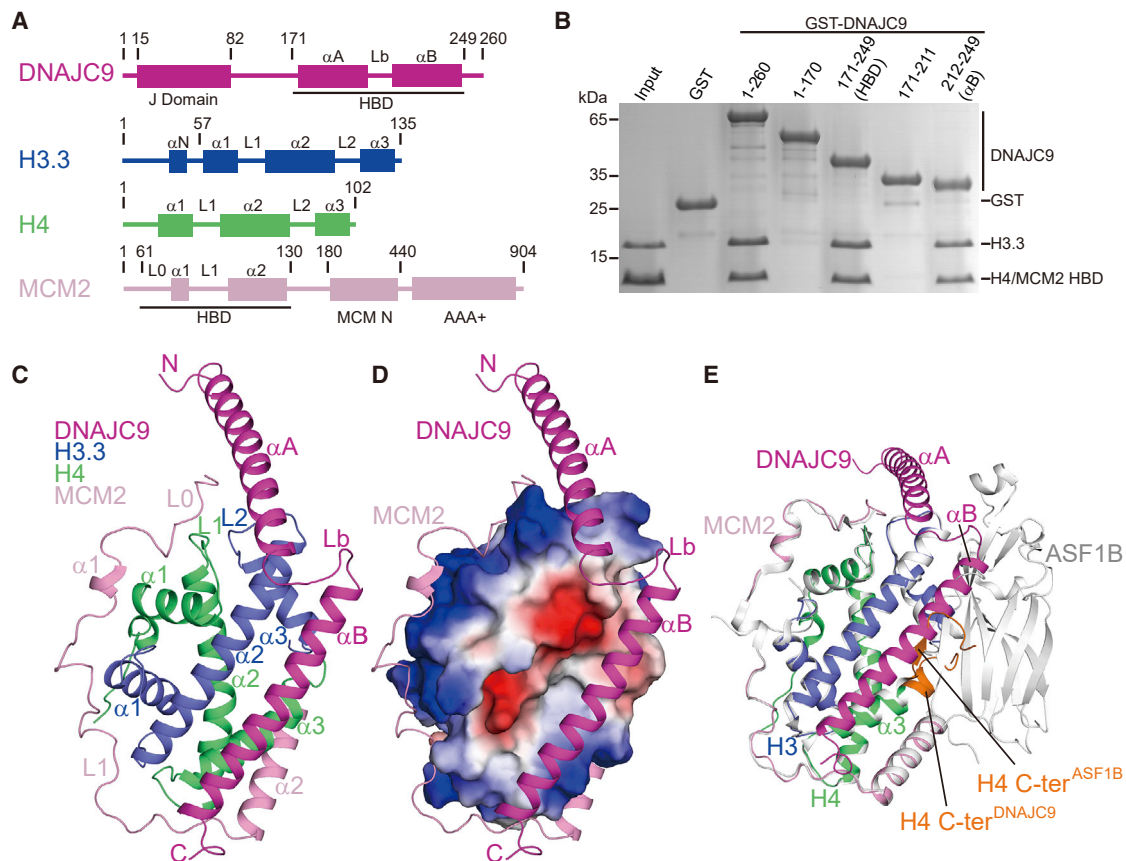 A
1 15 82 171 249 260
αA Lb αB
DNAJC9
J Domain HBD
1 57 135
αN α1 L1 α2 L2 α3
H3.3
1 102
α1 L1 α2 L2 α3
H4
1 61 130 180 440 904
L0 α1 L1 α2
MCM2
HBD MCM N AAA+
B
GST-DNAJC9
Input GST 1-260 1-170 171-249 (HBD) 171-211 212-249 (αB)
kDa
65
35
25
15
DNAJC9
GST
H3.3
H4/MCM2 HBD
C
N
DNAJC9
H3.3
H4
MCM2
αA
L0
L2
L1
Lb
α1
α1
αB
α3
α2
α2
α1
α3
L1
α2
C
D
N
DNAJC9
αA
MCM2
Lb
αB
C
E
DNAJC9
αA
MCM2
αB
ASF1B
α3
H3
H4
H4 C-ter ASF1B
H4 C-ter DNAJC9